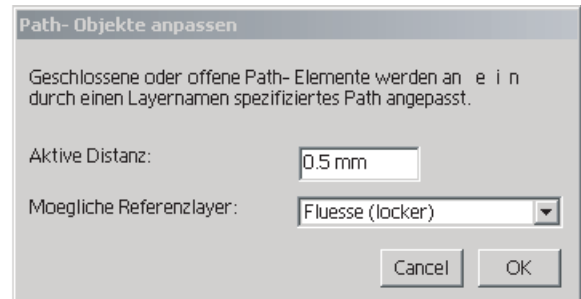 Path- Objekte anpassen
Geschlossene oder offene Path- Elemente werden an e i n
durch einen Layernamen spezifiziertes Path angepasst.
Aktive Distanz:
0.5 mm
Moegliche Referenzlayer:
Fluesse (locker)
Cancel
OK